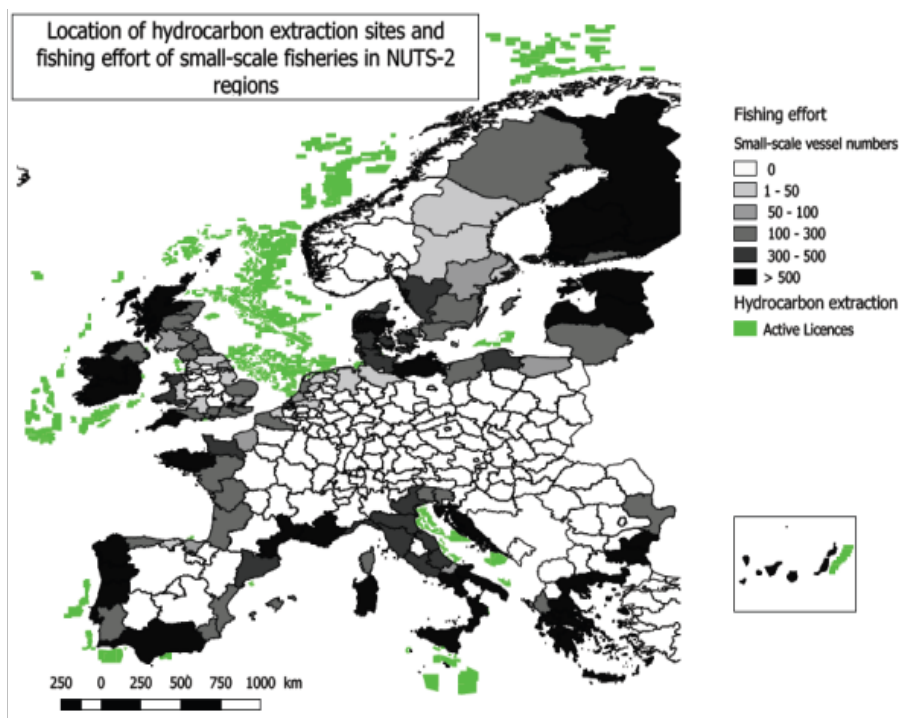 Location of hydrocarbon extraction sites and
fishing effort of small-scale fisheries in NUTS-2
regions
Fishing effort
Small-scale vessel numbers
0
1 - 50
50 - 100
100 - 300
300 - 500
> 500
Hydrocarbon extraction
Active Licences
250 0 250 500 750 1000 km